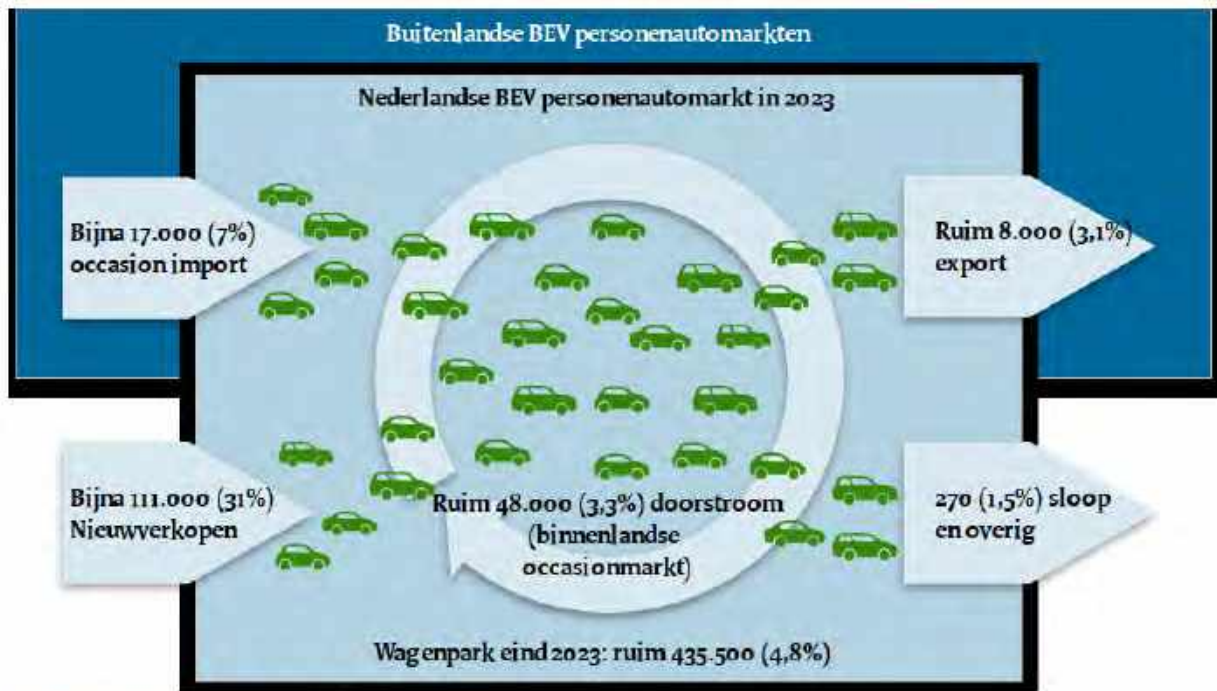 Buitenlandse BEV personenautomarkten
Nederlandse BEV personenautomarkt in 2023
Bijna 17.000 (7%)
occasion import
Ruim 8.000 (3,1%)
export
Bijna 111.000 (31%)
Nieuwverkopen
Ruim 48.000 (3,3%) doorstroom
(binnenlandse
occasionmarkt)
270 (1,5%) sloop
en overig
Wagenpark eind 2023: ruim 435.500 (4,8%)